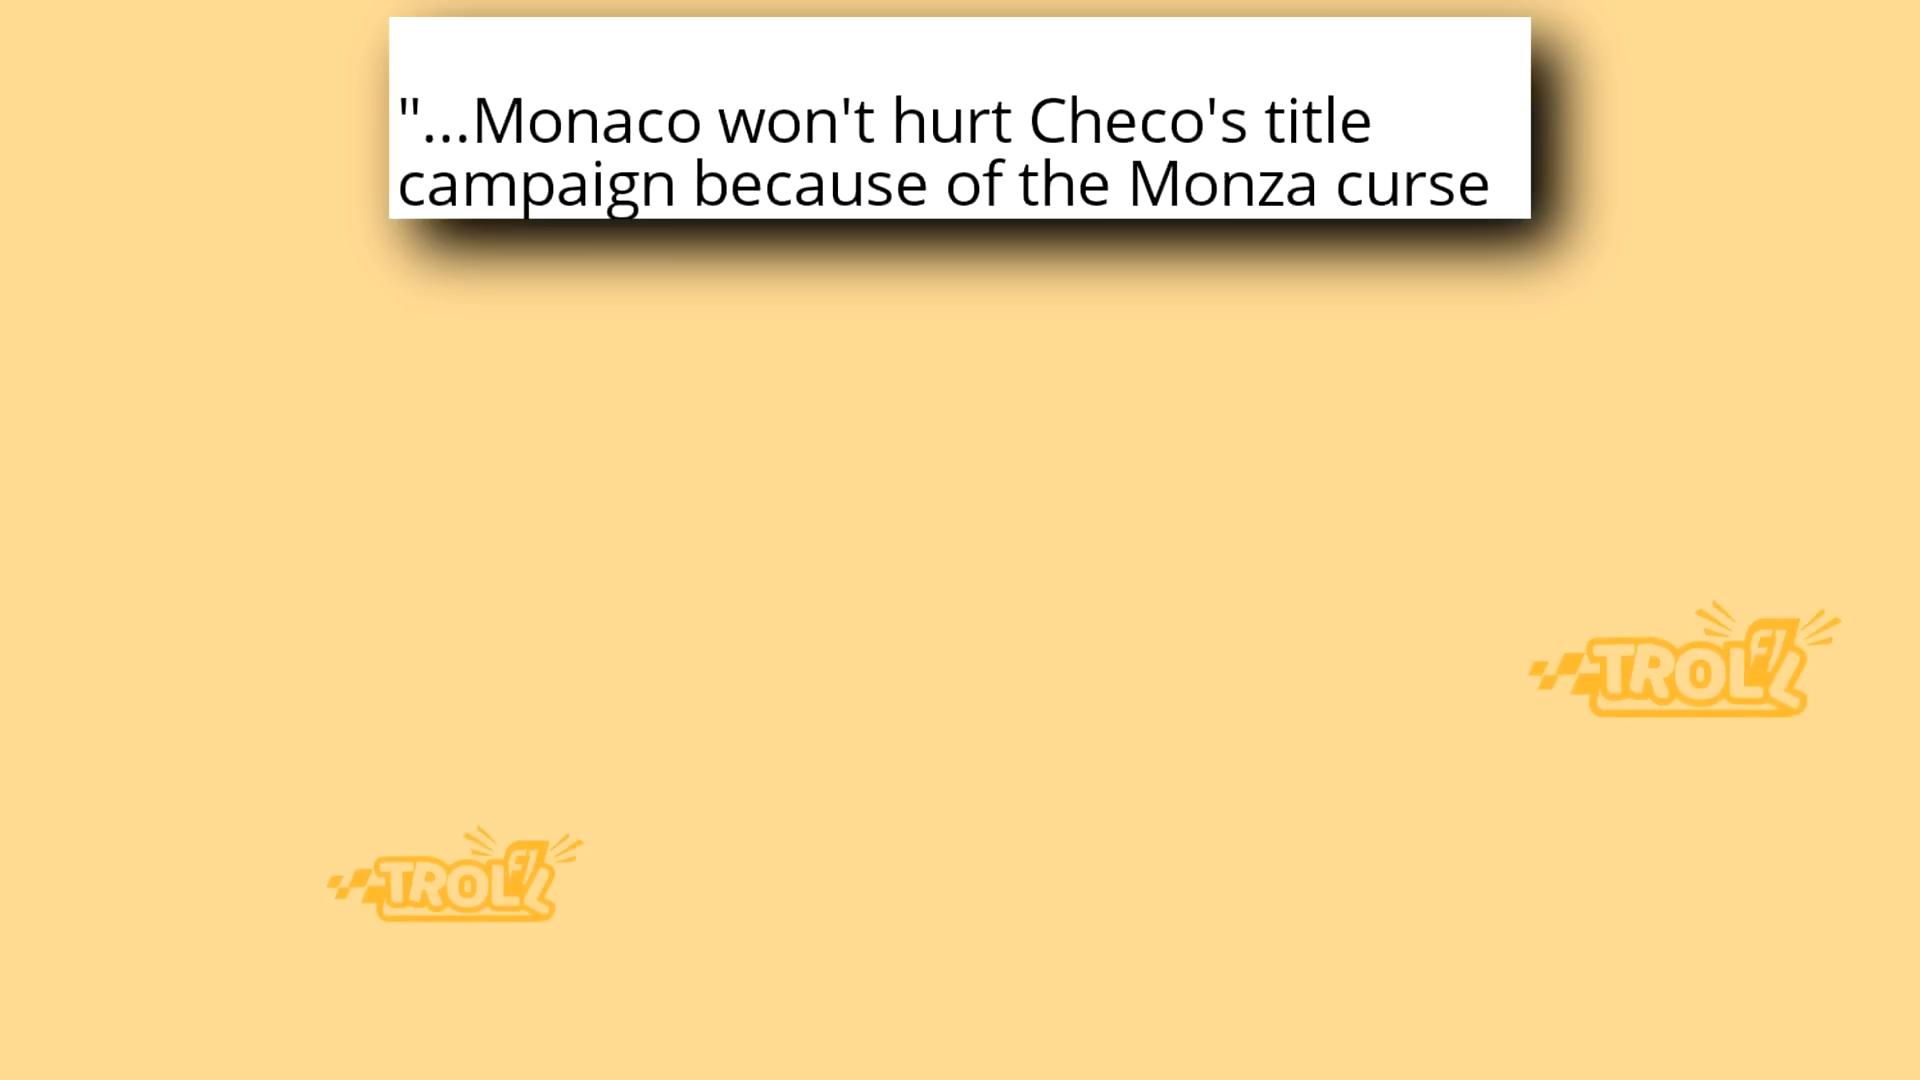 "...Monaco won't hurt Checo's title
campaign because of the Monza curse
TROLL F1
TROLL F1